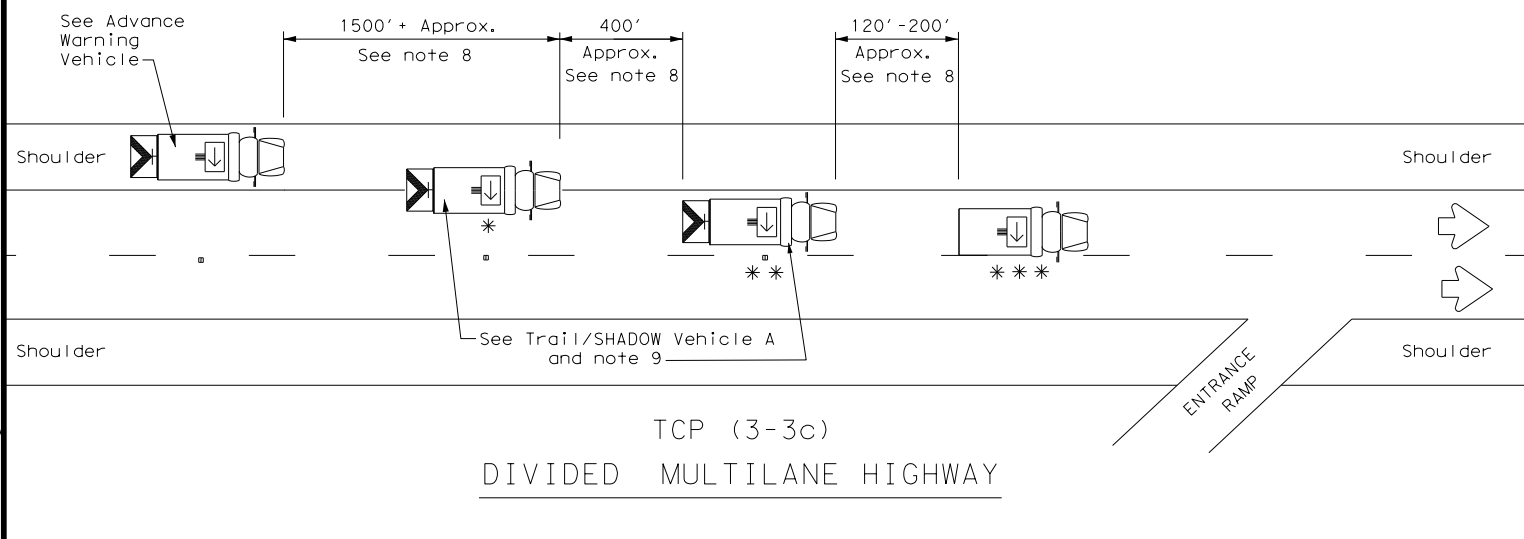 See Advance
Warning
Vehicle
1500'+ Approx.
See note 8
400'
Approx.
See note 8
120'-200'
Approx.
See note 8
Shoulder
Shoulder
*
* *
* * *
See Trail/SHADOW Vehicle A
and note 9
Shoulder
Shoulder
ENTRANCE
RAMP
TCP (3-3c)
DIVIDED MULTILANE HIGHWAY